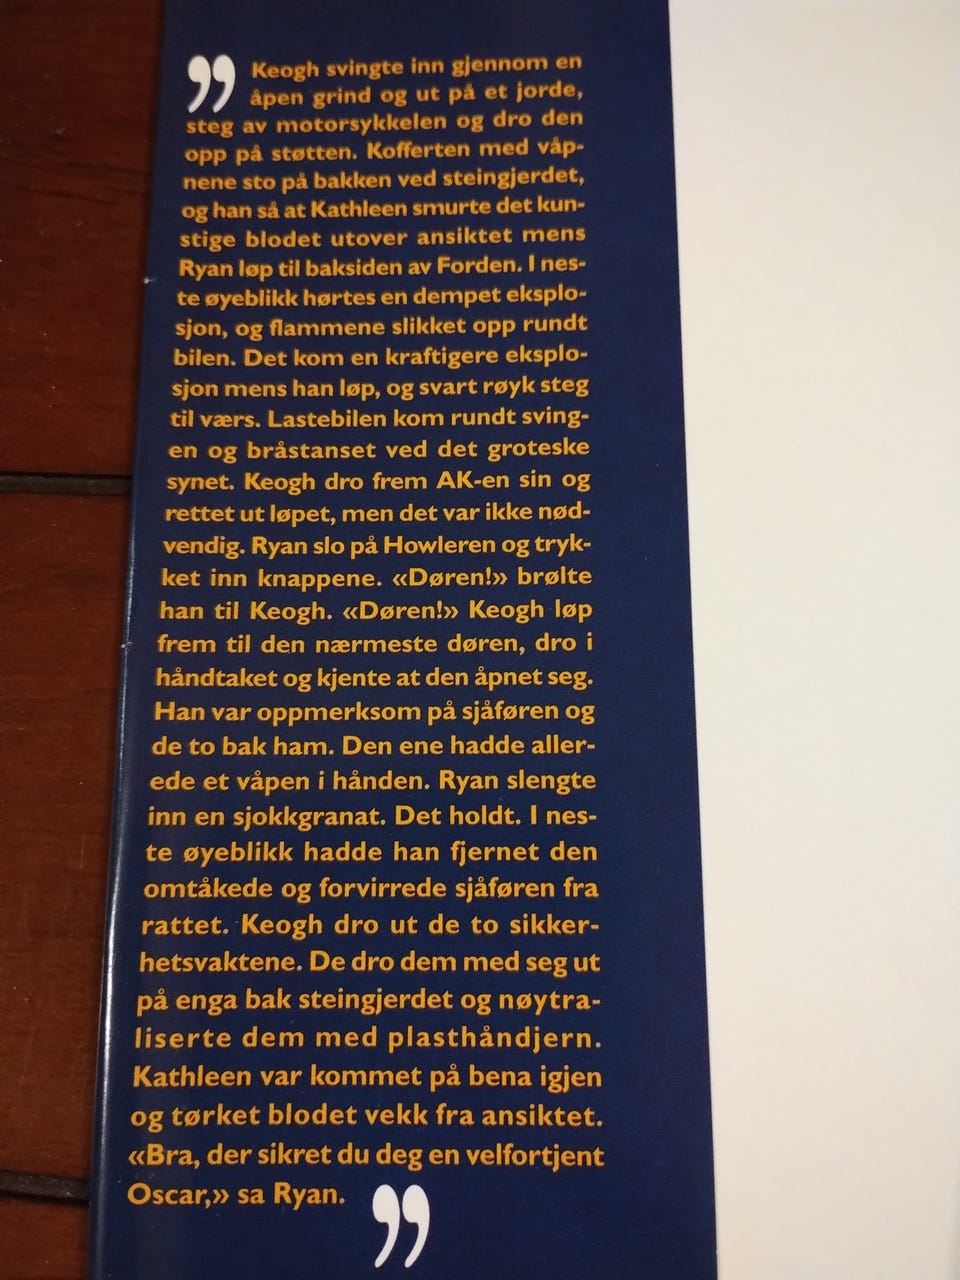 ” Keogh svingte inn gjennom en
åpen grind og ut på et jorde,
steg av motorsykkelen og dro den
opp på støtten. Kofferten med våp-
nene sto på bakken ved steingjerdet,
og han så at Kathleen smurte det kun-
stige blodet utover ansiktet mens
Ryan løp til baksiden av Forden. I nes-
te øyeblikk hørtes en dempet eksplo-
sjon, og flammene slikket opp rundt
bilen. Det kom en kraftigere eksplo-
sjon mens han løp, og svart røyk steg
til værs. Lastebilen kom rundt sving-
en og bråstanset ved det groteske
synet. Keogh dro frem AK-en sin og
rettet ut løpet, men det var ikke nød-
vendig. Ryan slo på Howleren og tryk-
ket inn knappene. «Døren!» brølte
han til Keogh. «Døren!» Keogh løp
frem til den nærmeste døren, dro i
håndtaket og kjente at den åpnet seg.
Han var oppmerksom på sjåføren og
de to bak ham. Den ene hadde aller-
ede et våpen i hånden. Ryan slengte
inn en sjokkgranat. Det holdt. I nes-
te øyeblikk hadde han fjernet den
omtåkede og forvirrede sjåføren fra
rattet. Keogh dro ut de to sikker-
hetsvaktene. De dro dem med seg ut
på enga bak steingjerdet og nøytra-
liserte dem med plasthåndjern.
Kathleen var kommet på bena igjen
og tørket blodet vekk fra ansiktet.
«Bra, der sikret du deg en velfortjent
Oscar,» sa Ryan. ”